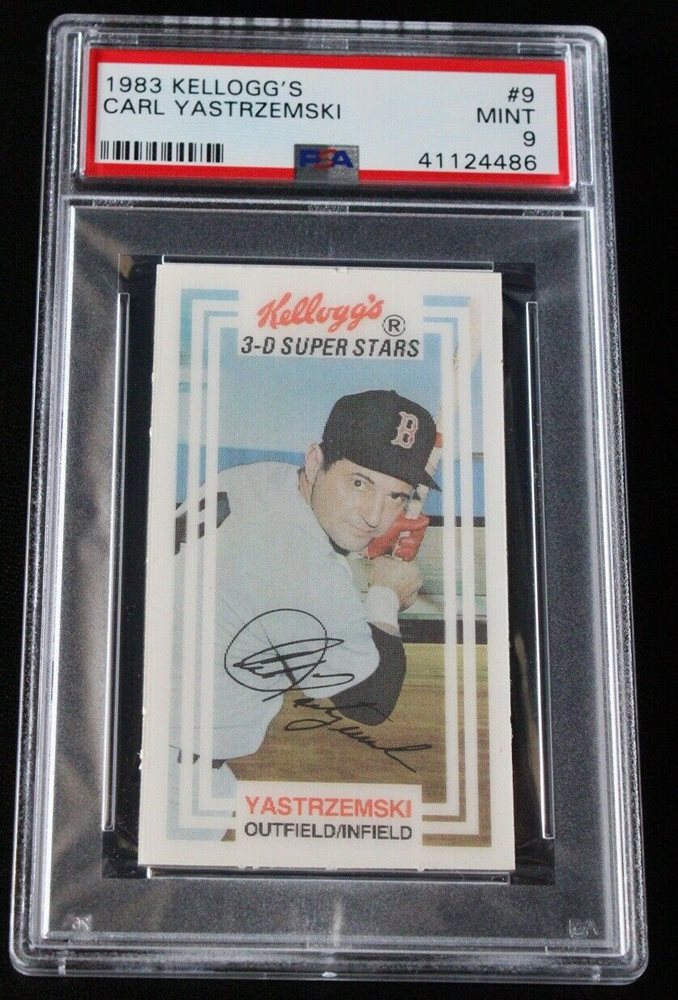 1983 KELLOGG'S
CARL YASTRZEMSKI
#9
MINT
9
41124486
PSA
Kellogg's ®
3-D SUPER STARS
B
YASTRZEMSKI
OUTFIELD/INFIELD